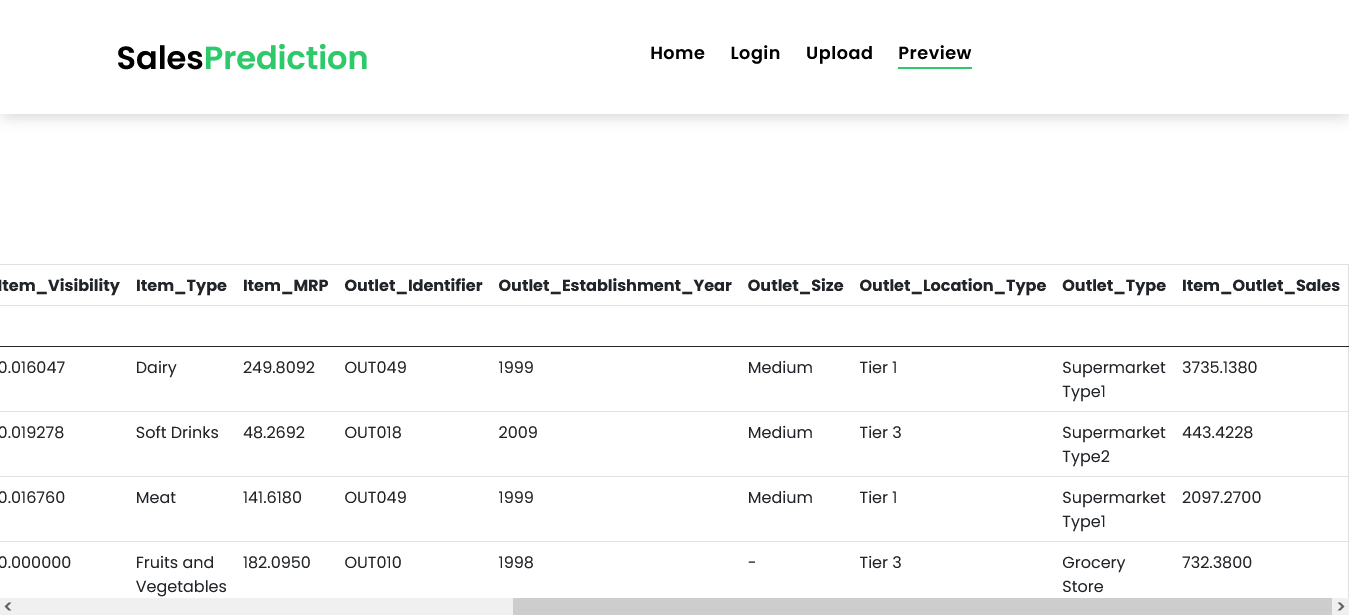 SalesPrediction
Home Login Upload Preview
Item_Visibility Item_Type Item_MRP Outlet_Identifier Outlet_Establishment_Year Outlet_Size Outlet_Location_Type Outlet_Type Item_Outlet_Sales
0.016047 Dairy 249.8092 OUT049 1999 Medium Tier 1 Supermarket 3735.1380
Type1
0.019278 Soft Drinks 48.2692 OUT018 2009 Medium Tier 3 Supermarket 443.4228
Type2
0.016760 Meat 141.6180 OUT049 1999 Medium Tier 1 Supermarket 2097.2700
Type1
0.000000 Fruits and 182.0950 OUT010 1998 - Tier 3 Grocery 732.3800
Vegetables Store